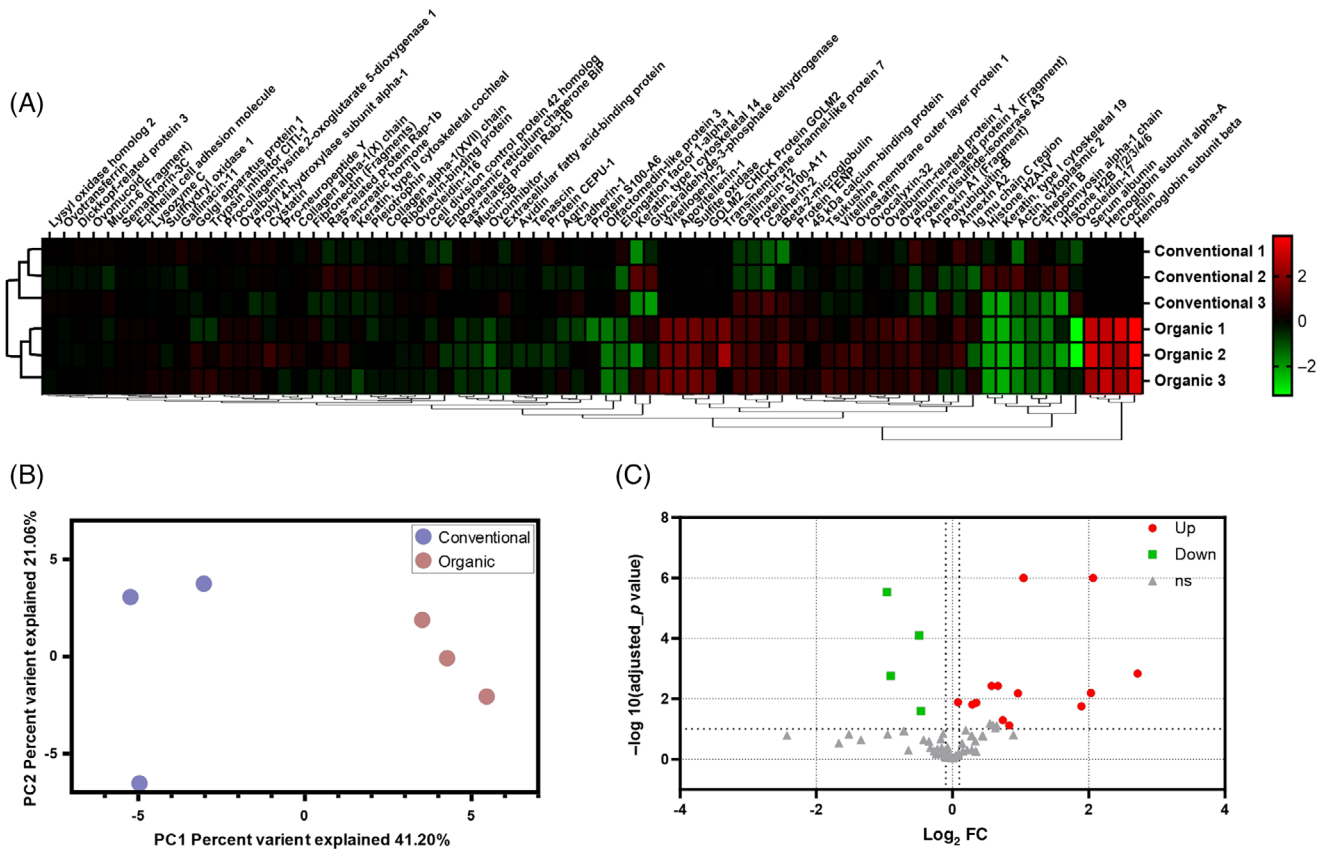 (A)
Lysyl oxidase homolog 2
Ovotransferrin
Dickkopf-related protein 3
Ovomucoid (Fragment)
Mucin-6
Semaphorin-3C
Epithelial cell adhesion molecule
Lysozyme C
Sulfhydryl oxidase 1
Gallinacin-11
Golgi apparatus protein 1
Trypsin inhibitor CITI-1
Procollagen-lysine,2-oxoglutarate 5-dioxygenase 1
Ovalbumin
Prolyl 4-hydroxylase subunit alpha-1
Cystatin
Pro-neuropeptide Y
Collagen alpha-1(X) chain
Fibronectin (Fragments)
Ras-related protein Rap-1b
hormone
Keratin, type II cytoskeletal cochleal
Collagen alpha-1(XVII) chain
Riboflavin-binding protein
Ovocleidin-116
Cell division control protein 42 homolog
Endoplasmic reticulum chaperone BiP
Ras-related protein Rab-1b
Mucin-5B
Ovoinhibitor
Extracellular fatty acid-binding protein
Avidin
Tenascin
Protein CEPU-1
Agrin
Cadherin-1
Protein S100-A6
Olfactomedin-like protein 3
Elongation factor 1-alpha 1
Keratin, type I cytoskeletal 14
Glyceraldehyde-3-phosphate dehydrogenase
Vitellogenin-1
Vitellogenin-2
Apolipoprotein B
Sulfite oxidase
GOLM2_CHICK Protein GOLM2
Transmembrane channel-like protein 7
Gallinacin-12
Protein S100-A11
Cadherin-2
Beta-2-microglobulin
Protein TENP
45 kDa calcium-binding protein
Tsukushin
Vitelline membrane outer layer protein 1
Ovostatin
Ovocalyxin-32
Ovalbumin-related protein Y
Ovalbumin-related protein X (Fragment)
Protein disulfide-isomerase A3
Annexin A1 (Fragment)
Polyubiquitin-B
Annexin A2
Ig mu chain C region
Histone H2A-IV
Keratin, type I cytoskeletal 19
Actin, cytoplasmic 2
Cathepsin B
Tropomyosin alpha-1 chain
Histone H2B 1/2/3/4/6
Ovocleidin-17
Serum albumin
Hemoglobin subunit alpha-A
Cochlin
Hemoglobin subunit beta
Conventional 1
Conventional 2
Conventional 3
Organic 1
Organic 2
Organic 3
2
0
-2
(B)
PC2 Percent varient explained 21.06%
5
0
-5
Conventional
Organic
-5
0
5
PC1 Percent varient explained 41.20%
(C)
−log 10(adjusted_p value)
8
6
4
2
0
Up
Down
ns
-4
-2
0
2
4
Log2 FC